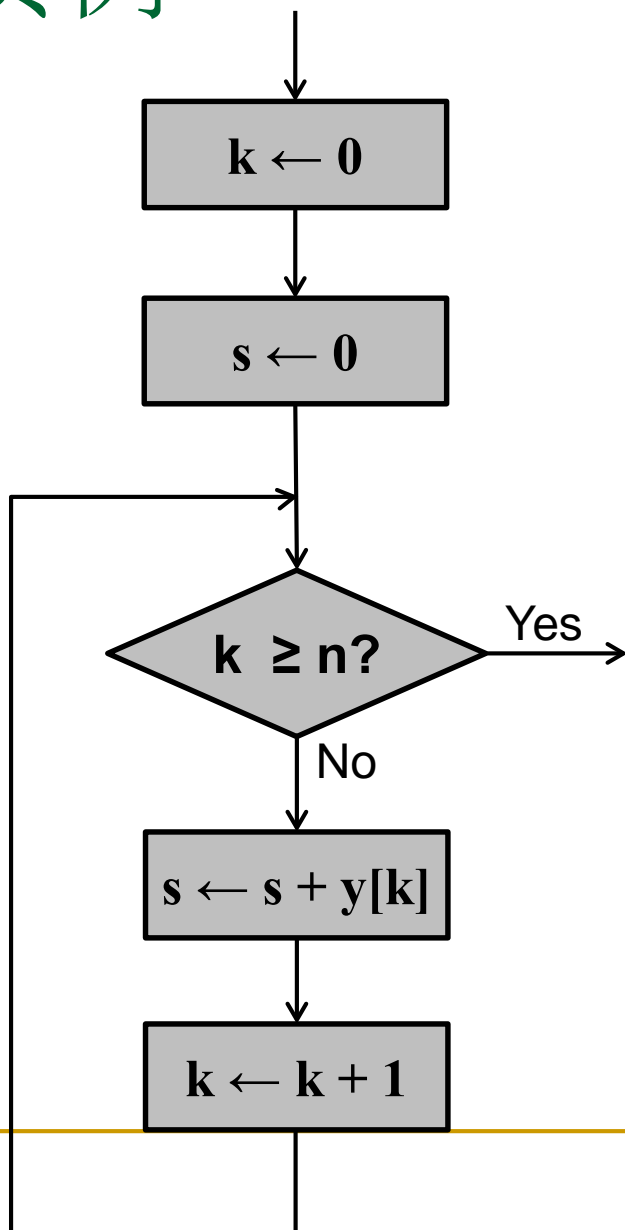 k ← 0
s ← 0
k ≥ n?
Yes
No
s ← s + y[k]
k ← k + 1